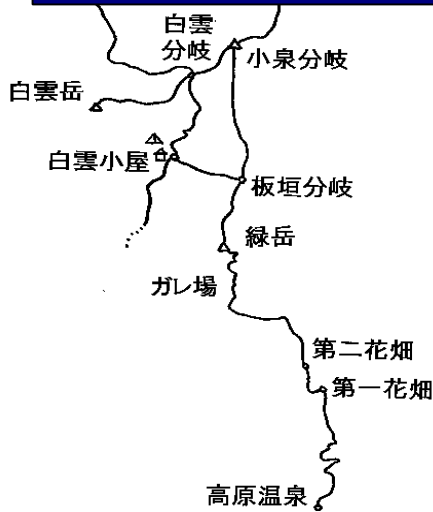 白雲
分岐
小泉分岐
白雲岳
白雲小屋
板垣分岐
緑岳
ガレ場
第二花畑
第一花畑
高原温泉